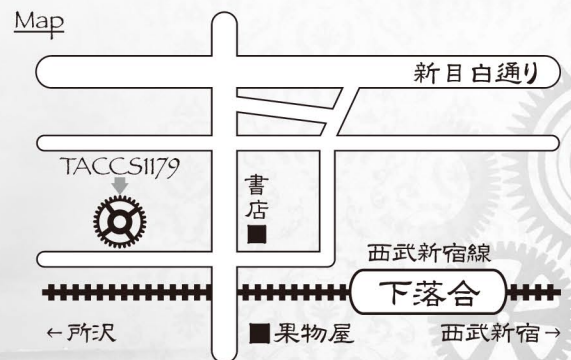 Map
新目白通り
TACCS1179
書店
西武新宿線
下落合
←所沢
■果物屋
西武新宿→